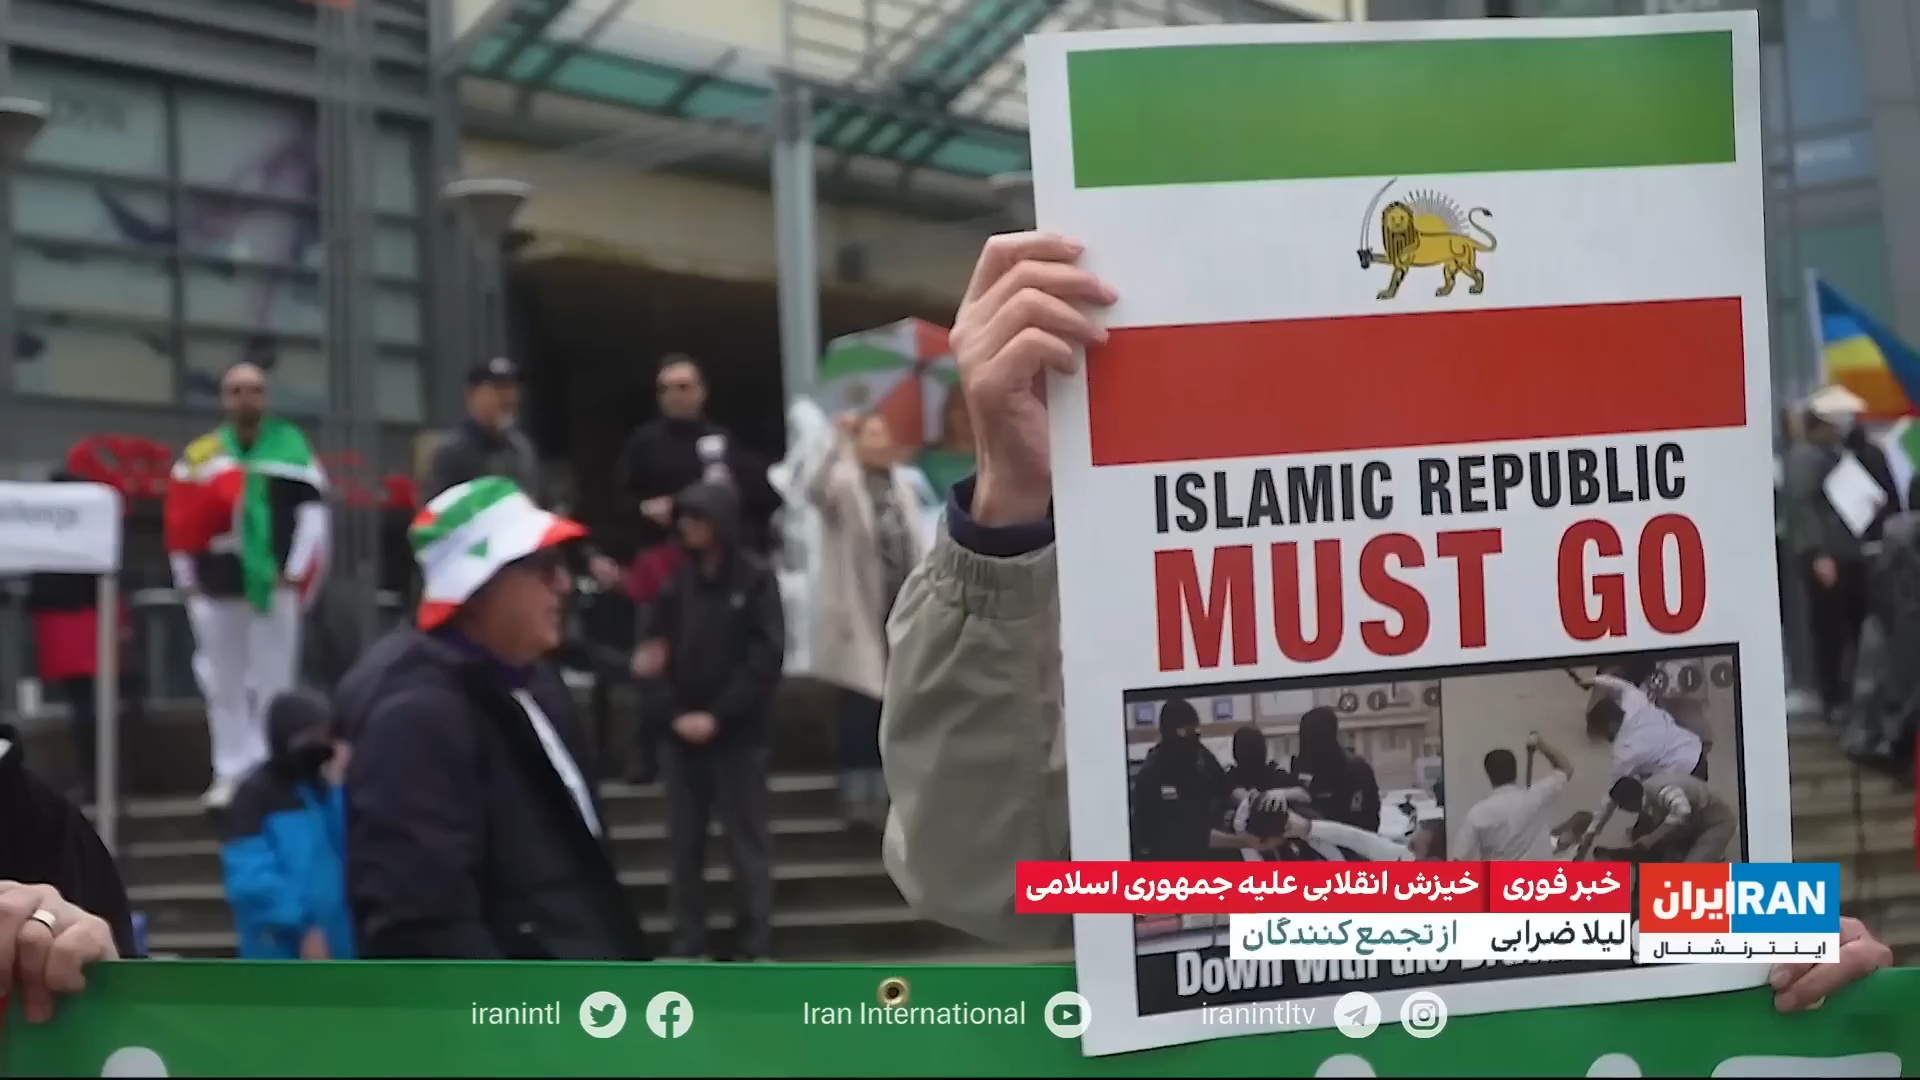 ISLAMIC REPUBLIC
MUST GO
Down with the
خبر فوری
خیزش انقلابی علیه جمهوری اسلامی
لیلا ضرابی
از تجمع کنندگان
ایران IRAN
اینترنشنال
iranintl
Iran International
iranintltv